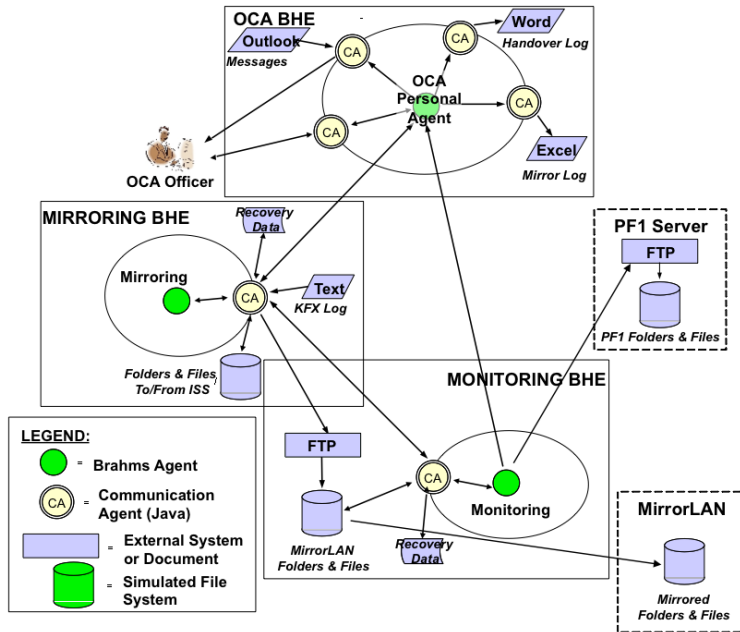 OCA BHE
Outlook
Messages
CA
CA
Word
Handover Log
OCA
Personal
Agent
CA
CA
Excel
Mirror Log
OCA Officer
MIRRORING BHE
Recovery
Data
Mirroring
CA
Text
KFX Log
Folders & Files
To/From ISS
PF1 Server
FTP
PF1 Folders & Files
MONITORING BHE
FTP
CA
Monitoring
MirrorLAN
Folders & Files
Recovery
Data
MirrorLAN
Mirrored
Folders & Files
LEGEND:
= Brahms Agent
CA = Communication
Agent (Java)
= External System
or Document
= Simulated File
System